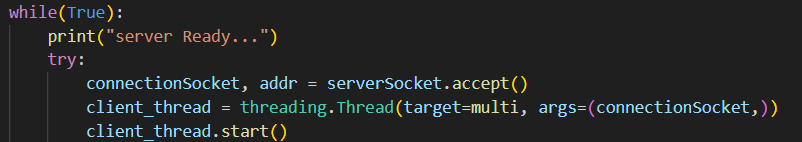 while(True):
    print("server Ready...")
    try:
        connectionSocket, addr = serverSocket.accept()
        client_thread = threading.Thread(target=multi, args=(connectionSocket,))
        client_thread.start()